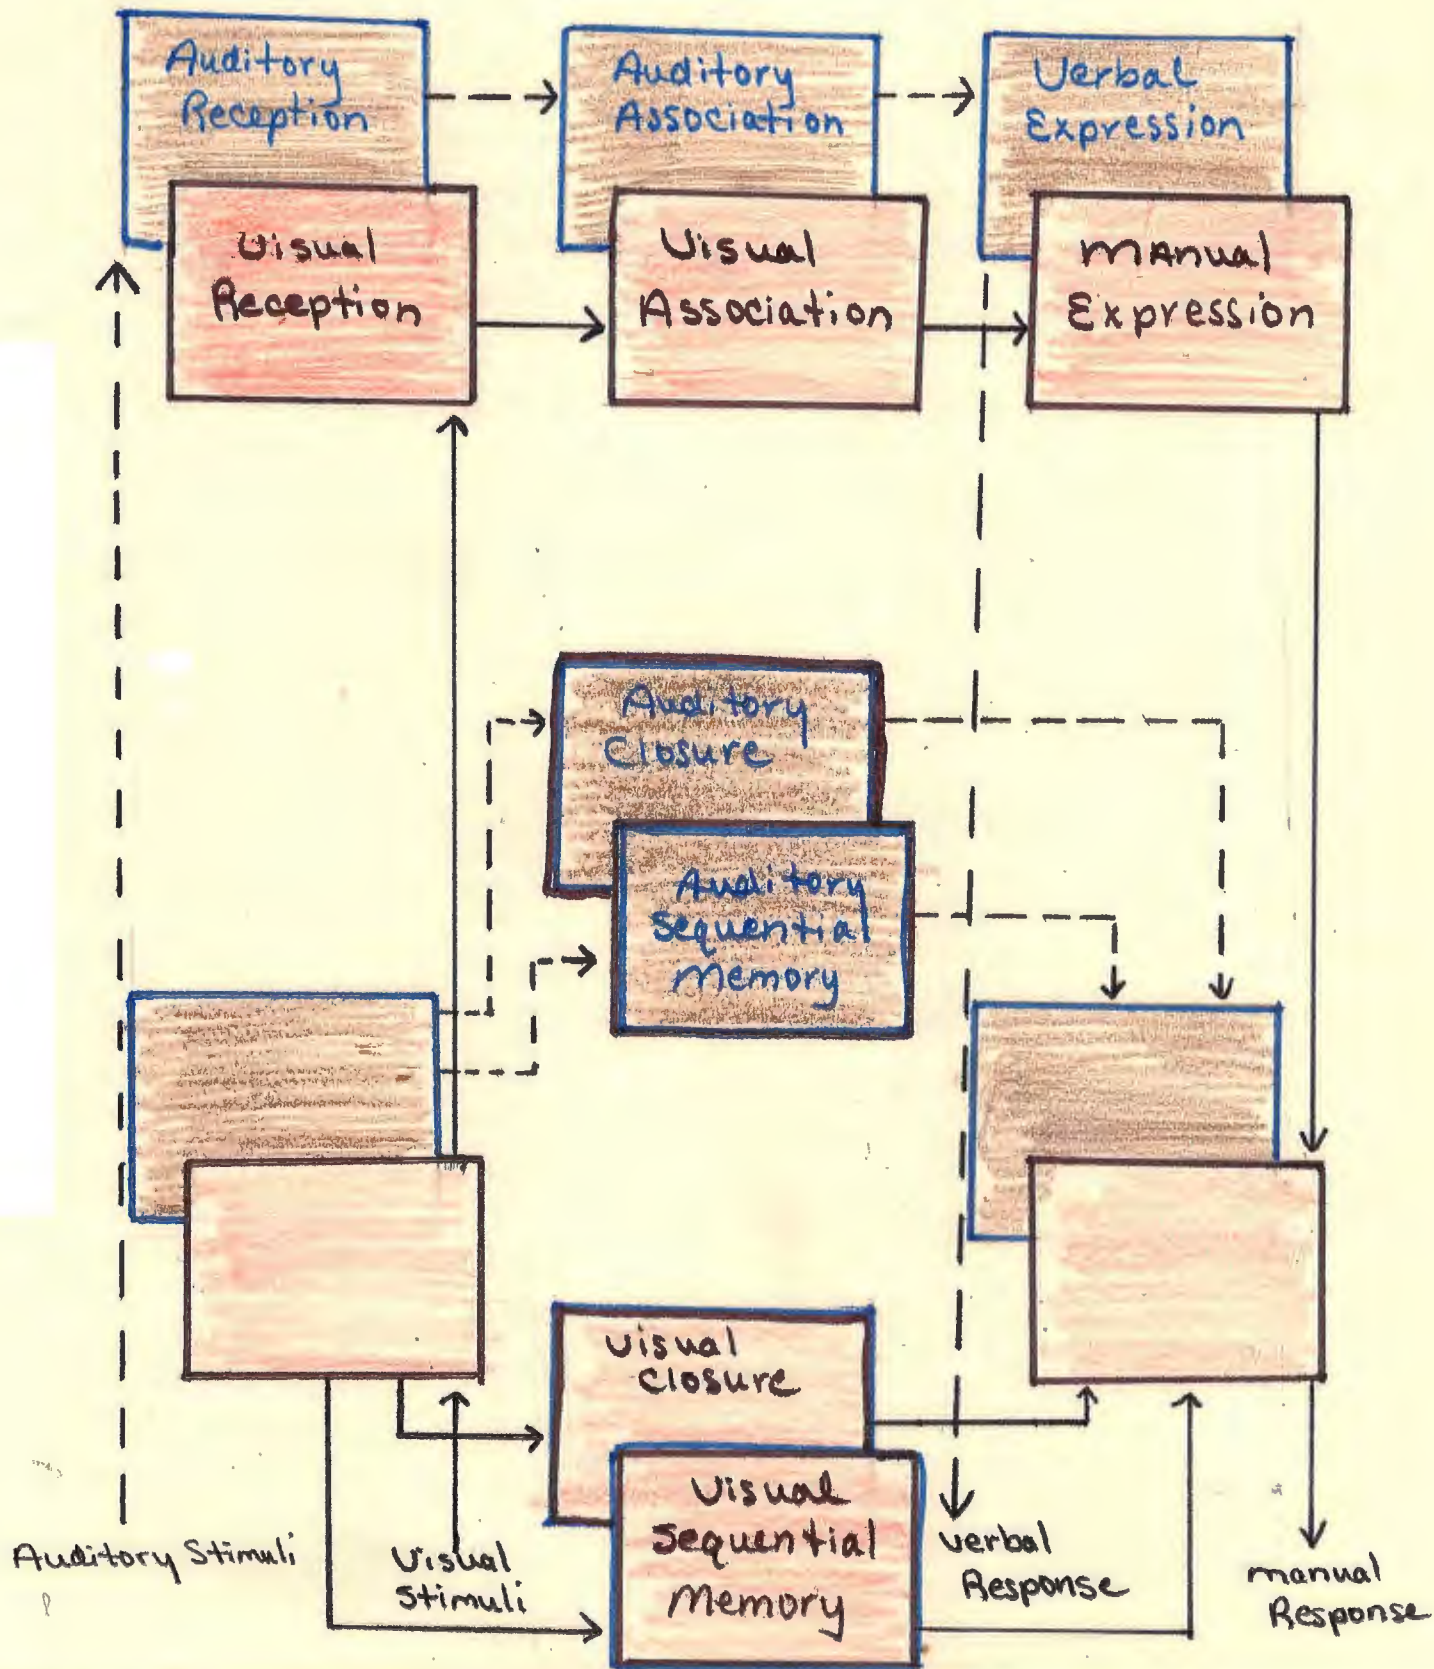 Auditory
Reception
Auditory
Association
Verbal
Expression
Visual
Reception
Visual
Association
Manual
Expression
Auditory
Closure
Auditory
Sequential
Memory
Visual
Closure
Visual
Sequential
Memory
Auditory Stimuli
Visual
Stimuli
Verbal
Response
Manual
Response